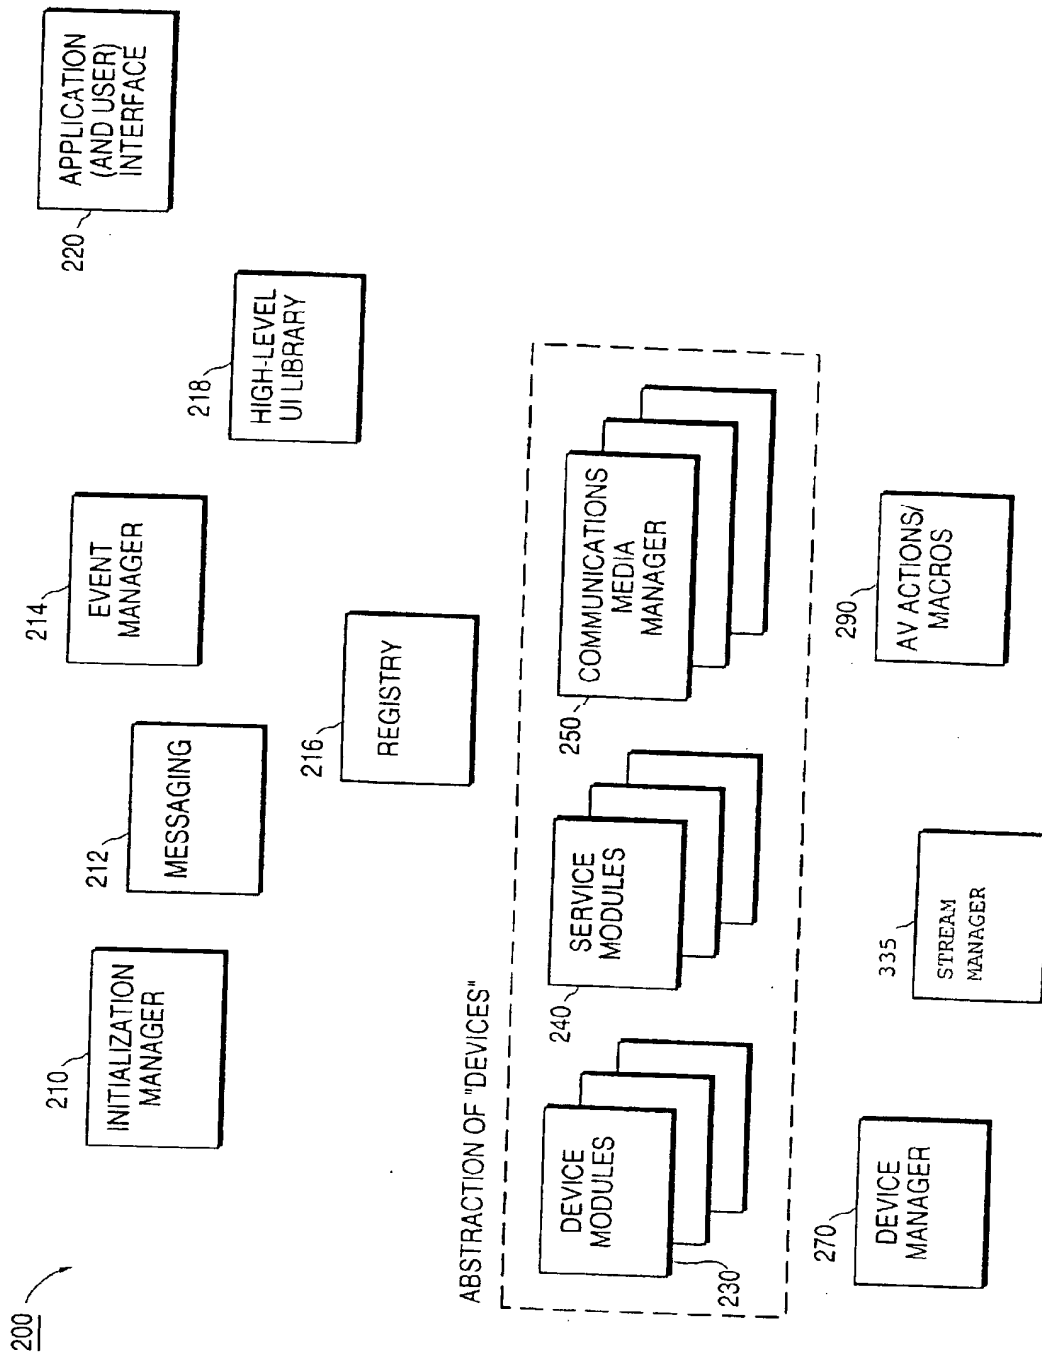 200
210
INITIALIZATION
MANAGER
212
MESSAGING
214
EVENT
MANAGER
216
REGISTRY
218
HIGH-LEVEL
UI LIBRARY
220
APPLICATION
(AND USER)
INTERFACE
ABSTRACTION OF "DEVICES"
DEVICE
MODULES
230
SERVICE
MODULES
240
COMMUNICATIONS
MEDIA
MANAGER
250
270
DEVICE
MANAGER
335
STREAM
MANAGER
290
AV ACTIONS/
MACROS